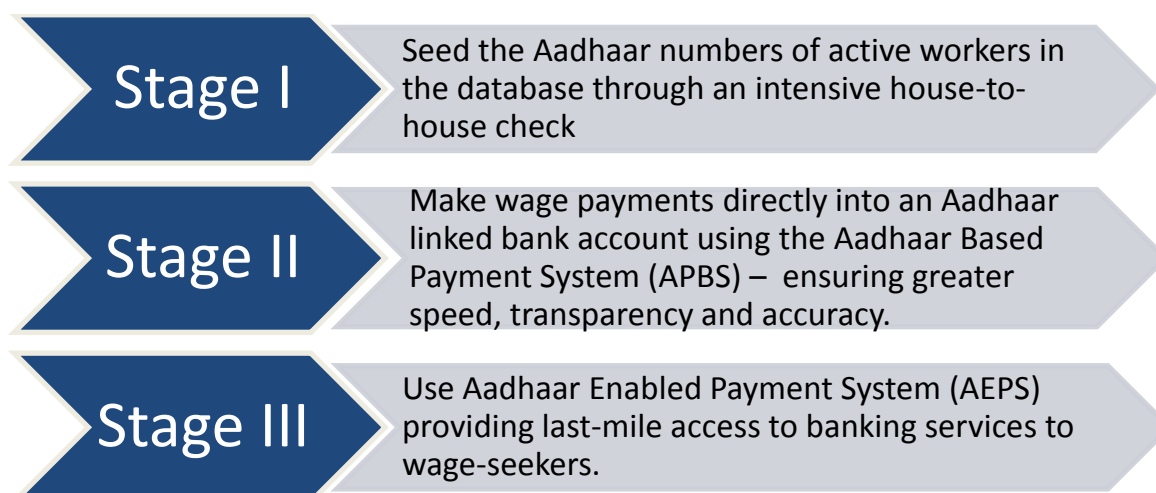 Stage I
Seed the Aadhaar numbers of active workers in
the database through an intensive house-to-
house check
Stage II
Make wage payments directly into an Aadhaar
linked bank account using the Aadhaar Based
Payment System (APBS) – ensuring greater
speed, transparency and accuracy.
Stage III
Use Aadhaar Enabled Payment System (AEPS)
providing last-mile access to banking services to
wage-seekers.